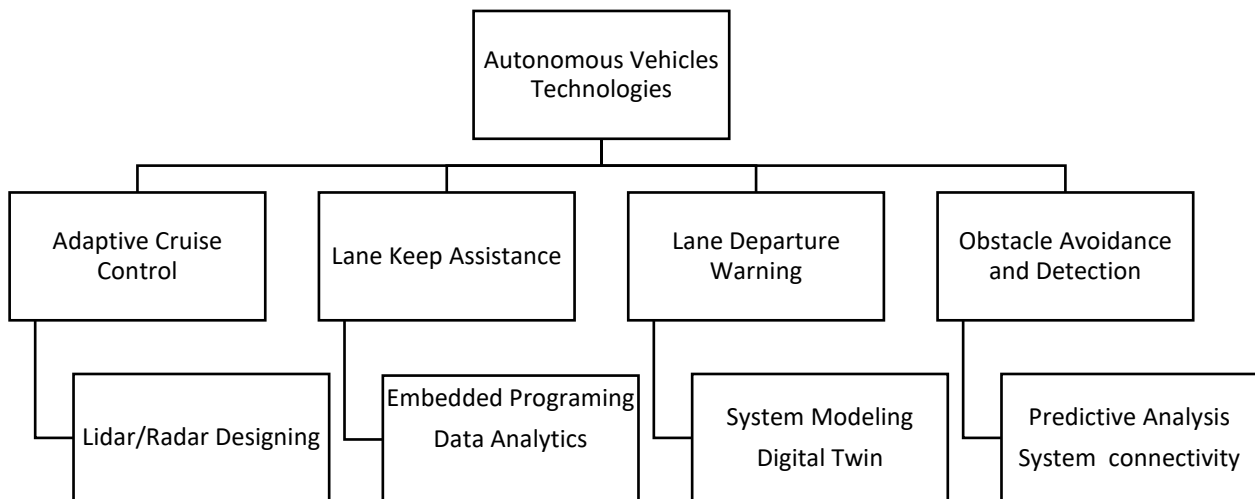 Autonomous Vehicles
Technologies
Adaptive Cruise
Control
Lane Keep Assistance
Lane Departure
Warning
Obstacle Avoidance
and Detection
Lidar/Radar Designing
Embedded Programing
Data Analytics
System Modeling
Digital Twin
Predictive Analysis
System connectivity